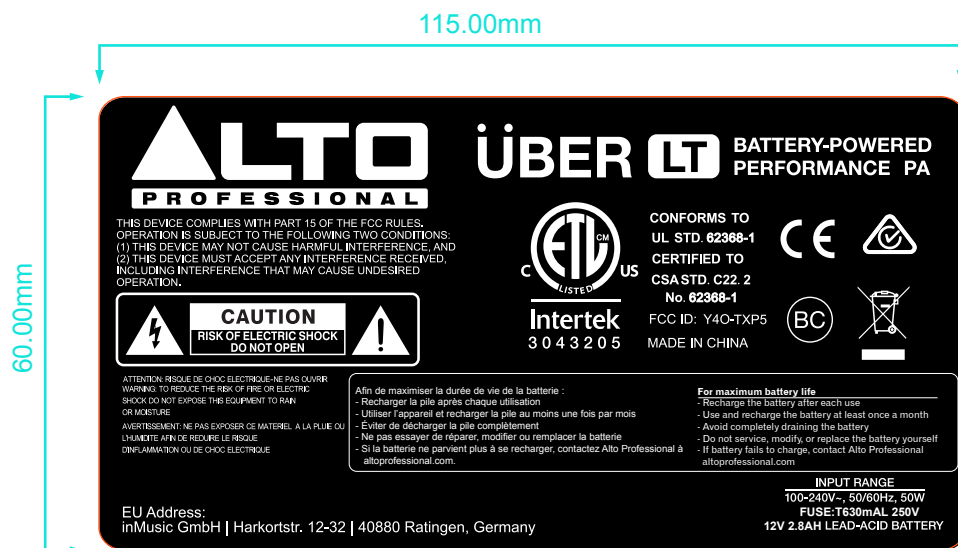 115.00mm
60.00mm
ALTO
PROFESSIONAL
ÜBER LT BATTERY-POWERED
PERFORMANCE PA
THIS DEVICE COMPLIES WITH PART 15 OF THE FCC RULES.
OPERATION IS SUBJECT TO THE FOLLOWING TWO CONDITIONS:
(1) THIS DEVICE MAY NOT CAUSE HARMFUL INTERFERENCE, AND
(2) THIS DEVICE MUST ACCEPT ANY INTERFERENCE RECEIVED,
INCLUDING INTERFERENCE THAT MAY CAUSE UNDESIRED
OPERATION.
CAUTION
RISK OF ELECTRIC SHOCK
DO NOT OPEN
ETL CM
C US
LISTED
Intertek
3043205
CONFORMS TO
UL STD. 62368-1
CERTIFIED TO
CSA STD. C22. 2
No. 62368-1
FCC ID: Y4O-TXP5
MADE IN CHINA
CE
BC
ATTENTION: RISQUE DE CHOC ELECTRIQUE-NE PAS OUVRIR
WARNING: TO REDUCE THE RISK OF FIRE OR ELECTRIC
SHOCK DO NOT EXPOSE THIS EQUIPMENT TO RAIN
OR MOISTURE
AVERTISSEMENT: NE PAS EXPOSER CE MATERIEL A LA PLUIE OU
L'HUMIDITE AFIN DE REDUIRE LE RISQUE
D'INFLAMMATION OU DE CHOC ELECTRIQUE
Afin de maximiser la durée de vie de la batterie :
- Recharger la pile après chaque utilisation
- Utiliser l'appareil et recharger la pile au moins une fois par mois
- Éviter de décharger la pile complètement
- Ne pas essayer de réparer, modifier ou remplacer la batterie
- Si la batterie ne parvient plus à se recharger, contactez Alto Professional à
altoprofessional.com.
For maximum battery life
- Recharge the battery after each use
- Use and recharge the battery at least once a month
- Avoid completely draining the battery
- Do not service, modify, or replace the battery yourself
- If battery fails to charge, contact Alto Professional
altoprofessional.com
INPUT RANGE
100-240V~, 50/60Hz, 50W
FUSE:T630mAL 250V
12V 2.8AH LEAD-ACID BATTERY
EU Address:
inMusic GmbH | Harkortstr. 12-32 | 40880 Ratingen, Germany